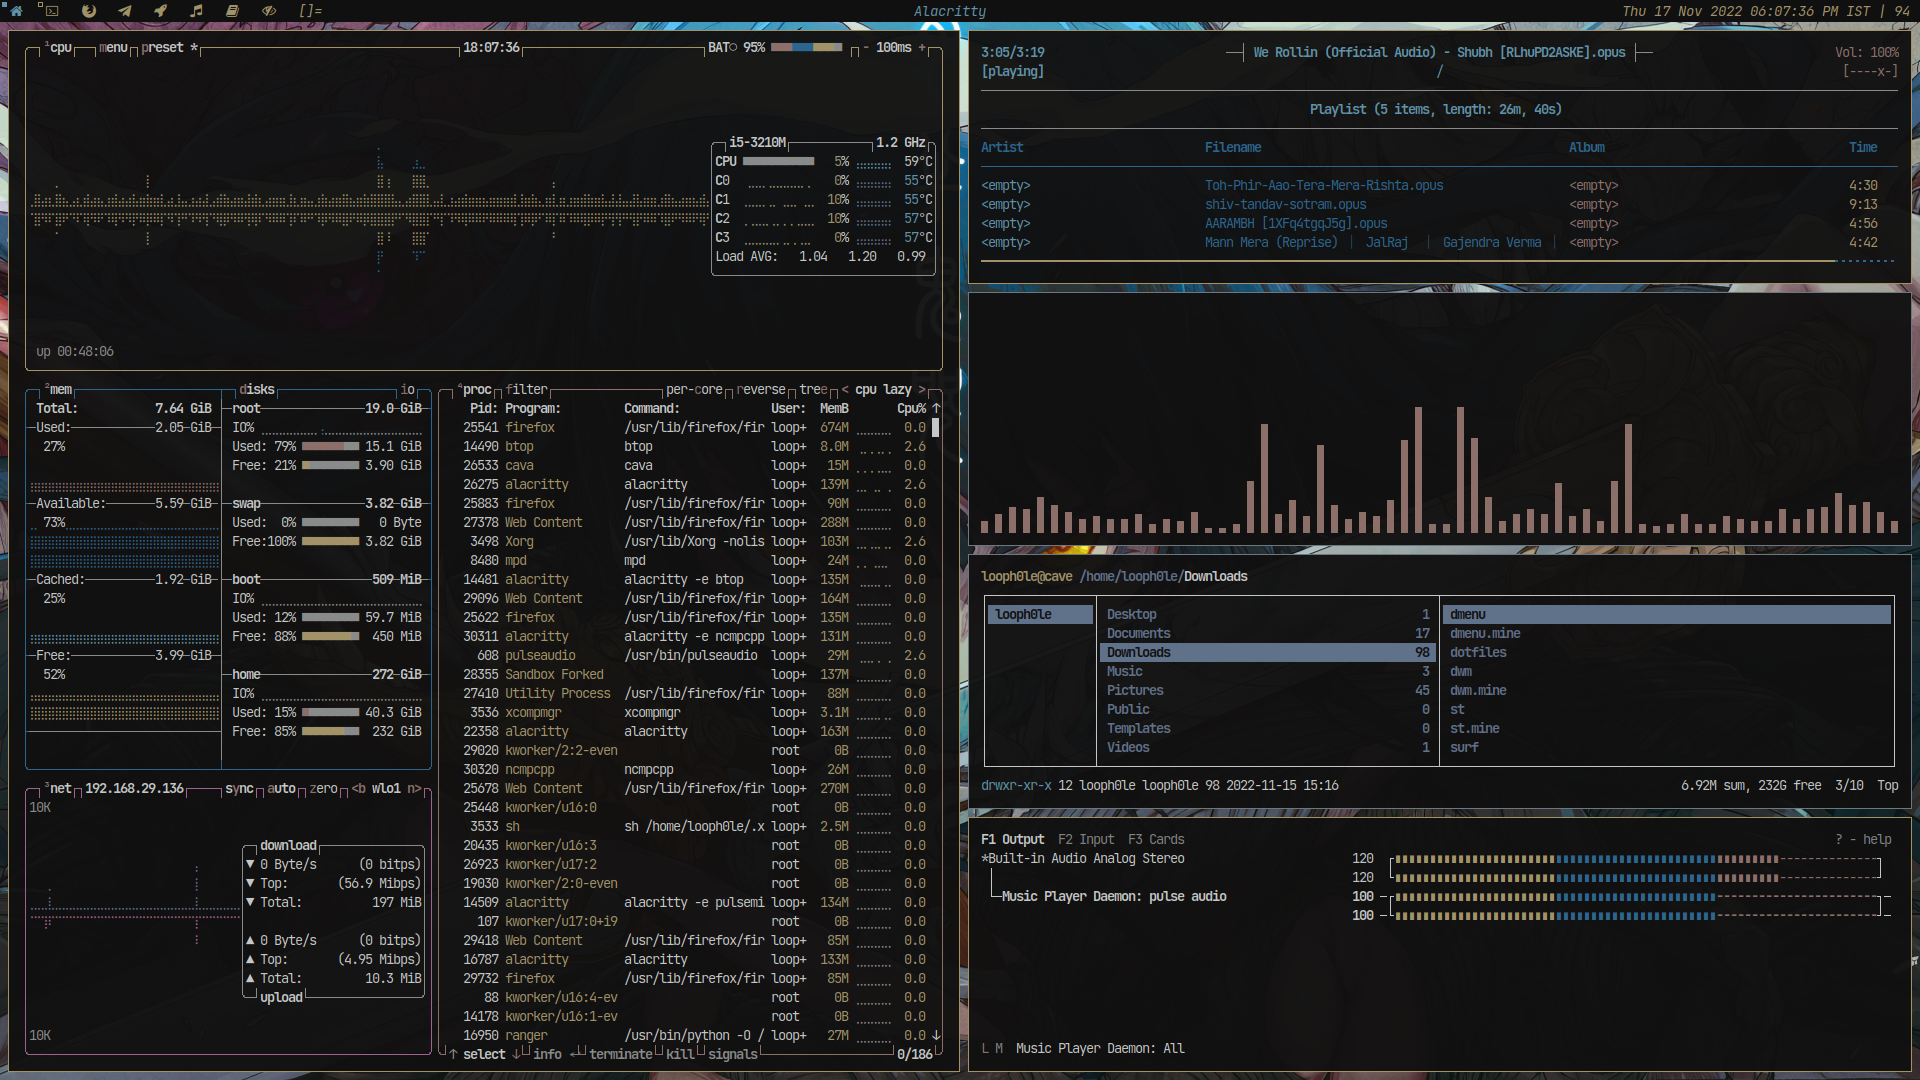 []=
Alacritty
Thu 17 Nov 2022 06:07:36 PM IST | 94
¹cpu menu preset * 18:07:36 BAT○ 95% - 100ms +
i5-3210M 1.2 GHz
CPU 5% 59°C
C0 0% 55°C
C1 10% 55°C
C2 10% 57°C
C3 0% 57°C
Load AVG: 1.04 1.20 0.99
up 00:48:06
²mem disks io
Total: 7.64 GiB
Used: 2.05 GiB
27%
Available: 5.59 GiB
73%
Cached: 1.92 GiB
25%
Free: 3.99 GiB
52%
root 19.0 GiB
IO%
Used: 79% 15.1 GiB
Free: 21% 3.90 GiB
swap 3.82 GiB
Used: 0% 0 Byte
Free:100% 3.82 GiB
boot 509 MiB
IO%
Used: 12% 59.7 MiB
Free: 88% 450 MiB
home 272 GiB
IO%
Used: 15% 40.3 GiB
Free: 85% 232 GiB
³net 192.168.29.136 sync auto zero <b wlo1 n>
10K
download
▼ 0 Byte/s (0 bitps)
▼ Top: (56.9 Mibps)
▼ Total: 197 MiB
▲ 0 Byte/s (0 bitps)
▲ Top: (4.95 Mibps)
▲ Total: 10.3 MiB
upload
10K
⁴proc filter per-core reverse tree < cpu lazy >
Pid: Program: Command: User: MemB Cpu% ↑
25541 firefox /usr/lib/firefox/fir loop+ 674M 0.0
14490 btop btop loop+ 8.0M 2.6
26533 cava cava loop+ 15M 0.0
26275 alacritty alacritty loop+ 139M 2.6
25883 firefox /usr/lib/firefox/fir loop+ 90M 0.0
27378 Web Content /usr/lib/firefox/fir loop+ 288M 0.0
3498 Xorg /usr/lib/Xorg -nolis loop+ 103M 2.6
8480 mpd mpd loop+ 24M 0.0
14481 alacritty alacritty -e btop loop+ 135M 0.0
29096 Web Content /usr/lib/firefox/fir loop+ 164M 0.0
25622 firefox /usr/lib/firefox/fir loop+ 135M 0.0
30311 alacritty alacritty -e ncmpcpp loop+ 131M 0.0
608 pulseaudio /usr/bin/pulseaudio loop+ 29M 2.6
28355 Sandbox Forked loop+ 137M 0.0
27410 Utility Process /usr/lib/firefox/fir loop+ 88M 0.0
3536 xcompmgr xcompmgr loop+ 3.1M 0.0
22358 alacritty alacritty loop+ 163M 0.0
29020 kworker/2:2-even root 0B 0.0
30320 ncmpcpp ncmpcpp loop+ 26M 0.0
25678 Web Content /usr/lib/firefox/fir loop+ 270M 0.0
25448 kworker/u16:0 root 0B 0.0
3533 sh sh /home/looph0le/.x loop+ 2.5M 0.0
20435 kworker/u16:3 root 0B 0.0
26923 kworker/u17:2 root 0B 0.0
19030 kworker/2:0-even root 0B 0.0
14509 alacritty alacritty -e pulsemi loop+ 134M 0.0
107 kworker/u17:0+i9 root 0B 0.0
29418 Web Content /usr/lib/firefox/fir loop+ 85M 0.0
16787 alacritty alacritty loop+ 133M 0.0
29732 firefox /usr/lib/firefox/fir loop+ 85M 0.0
88 kworker/u16:4-ev root 0B 0.0
14178 kworker/u16:1-ev root 0B 0.0
16950 ranger /usr/bin/python -O / loop+ 27M 0.0 ↓
↑ select ↓ info ↵ terminate kill signals 0/186
3:05/3:19 We Rollin (Official Audio) - Shubh [RLhuPD2ASKE].opus Vol: 100%
[playing] / [----x-]
Playlist (5 items, length: 26m, 40s)
Artist Filename Album Time
<empty> Toh-Phir-Aao-Tera-Mera-Rishta.opus <empty> 4:30
<empty> shiv-tandav-sotram.opus <empty> 9:13
<empty> AARAMBH [1XFq4tgqJ5g].opus <empty> 4:56
<empty> Mann Mera (Reprise) | JalRaj | Gajendra Verma | <empty> 4:42
looph0le@cave /home/looph0le/Downloads
looph0le
Desktop 1
Documents 17
Downloads 98
Music 3
Pictures 45
Public 0
Templates 0
Videos 1
dmenu
dmenu.mine
dotfiles
dwm
dwm.mine
st
st.mine
surf
drwxr-xr-x 12 looph0le looph0le 98 2022-11-15 15:16 6.92M sum, 232G free 3/10 Top
F1 Output F2 Input F3 Cards ? - help
*Built-in Audio Analog Stereo 120
120
Music Player Daemon: pulse audio 100
100
L M Music Player Daemon: All